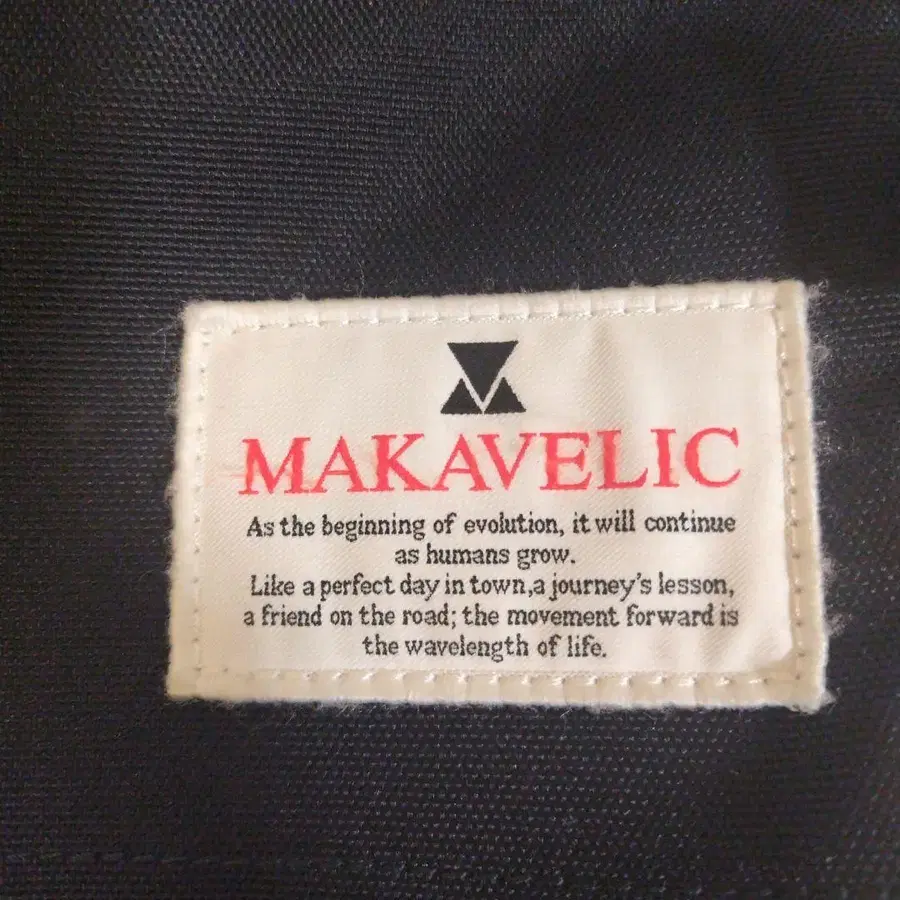 MAKAVELIC
As the beginning of evolution, it will continue
as humans grow.
Like a perfect day in town,a journey's lesson,
a friend on the road; the movement forward is
the wavelength of life.